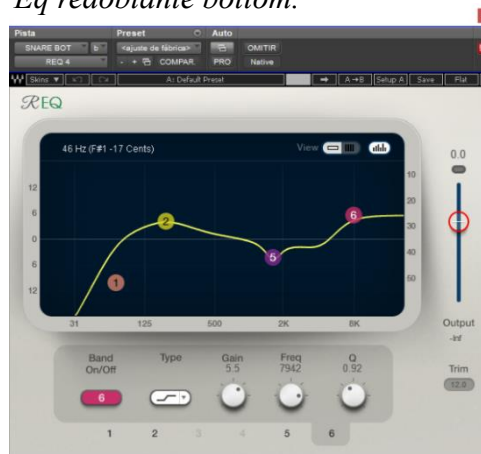 Eq redoblante bottom.
Pista Preset Auto
SNARE BOT b <ajuste de fábrica> OMITIR
REQ 4 - + COMPAR. PRO Native
Skins A: Default Preset A→B Setup A Save Flat
REQ
46 Hz (F#1 -17 Cents) View
0.0
10
12
20
6 2 6
30
0
5 40
6
1 50
12
31 125 500 2K 8K
Output
-Inf
Band On/Off Type Gain Freq Q
5.5 7942 0.92
Trim
12.0
6
1 2 3 4 5 6